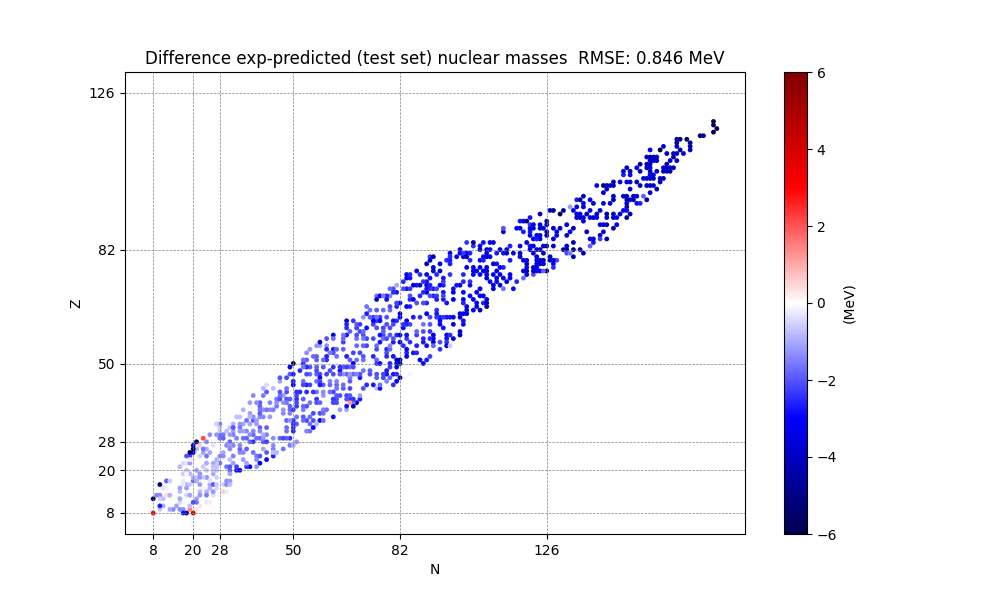 Difference exp-predicted (test set) nuclear masses  RMSE: 0.846 MeV
126
82
50
28
20
8
Z
8 20 28 50 82 126
N
6
4
2
0
−2
−4
−6
(MeV)